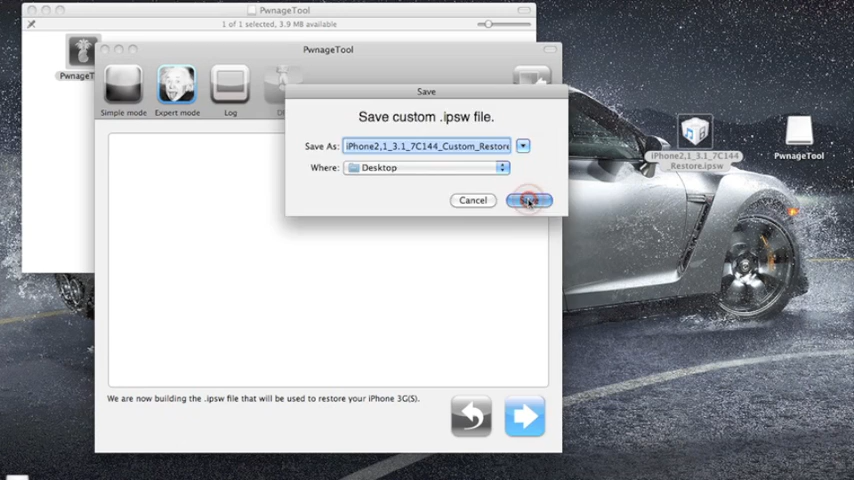 PwnageTool
1 of 1 selected, 3.9 MB available
PwnageTool
Simple mode
Expert mode
Log
Save
Save custom .ipsw file.
Save As: iPhone2,1_3.1_7C144_Custom_Restore
Where: Desktop
Cancel
iPhone2,1_3.1_7C144_
Restore.ipsw
PwnageTool
We are now building the .ipsw file that will be used to restore your iPhone 3G(S).